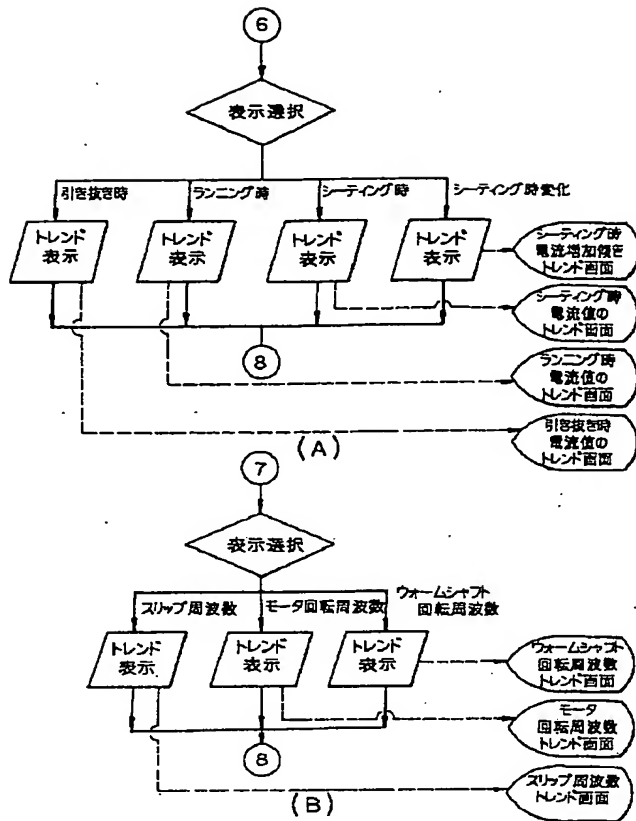 6
表示選択
引き抜き時
ランニング時
シーティング時
シーティング時変化
トレンド
表示
トレンド
表示
トレンド
表示
トレンド
表示
シーティング時
電流増加傾き
トレンド画面
シーティング時
電流値の
トレンド画面
ランニング時
電流値の
トレンド画面
引き抜き時
電流値の
トレンド画面
8
(A)
7
表示選択
スリップ周波数
モータ回転周波数
ウォームシャフト
回転周波数
トレンド
表示
トレンド
表示
トレンド
表示
ウォームシャフト
回転周波数
トレンド画面
モータ
回転周波数
トレンド画面
スリップ周波数
トレンド画面
8
(B)